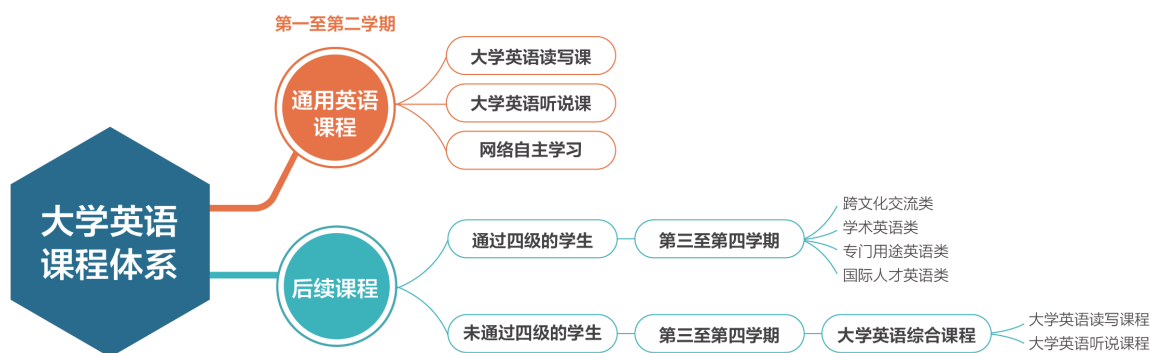 大学英语
课程体系
第一至第二学期
通用英语
课程
大学英语读写课
大学英语听说课
网络自主学习
后续课程
通过四级的学生
第三至第四学期
跨文化交流类
学术英语类
专门用途英语类
国际人才英语类
未通过四级的学生
第三至第四学期
大学英语综合课程
大学英语读写课程
大学英语听说课程